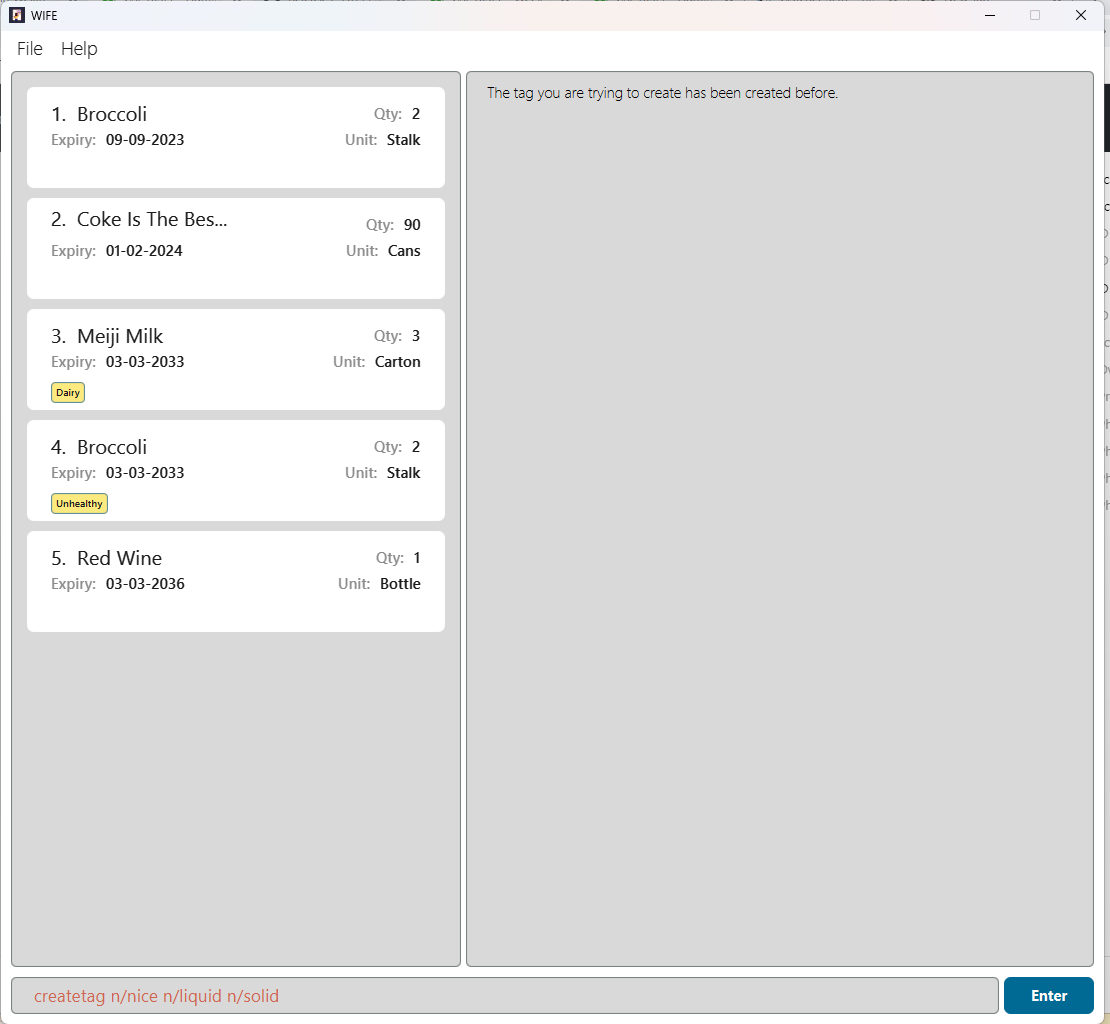 WIFE
File Help
1. Broccoli Qty: 2
Expiry: 09-09-2023 Unit: Stalk
2. Coke Is The Bes... Qty: 90
Expiry: 01-02-2024 Unit: Cans
3. Meiji Milk Qty: 3
Expiry: 03-03-2033 Unit: Carton
Dairy
4. Broccoli Qty: 2
Expiry: 03-03-2033 Unit: Stalk
Unhealthy
5. Red Wine Qty: 1
Expiry: 03-03-2036 Unit: Bottle
The tag you are trying to create has been created before.
createtag n/nice n/liquid n/solid
Enter